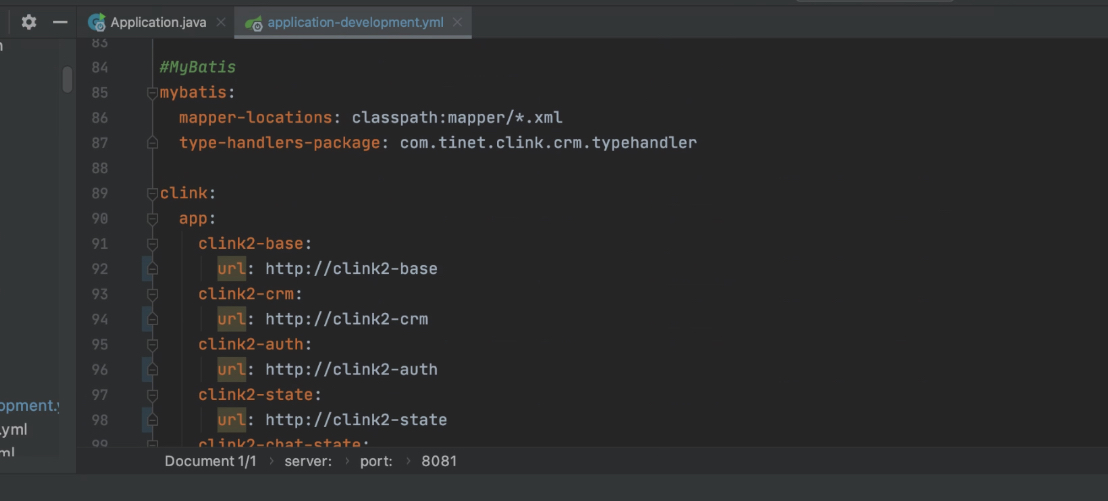 Application.java
application-development.yml
83
84 #MyBatis
85 mybatis:
86 mapper-locations: classpath:mapper/*.xml
87 type-handlers-package: com.tinet.clink.crm.typehandler
88
89 clink:
90 app:
91 clink2-base:
92 url: http://clink2-base
93 clink2-crm:
94 url: http://clink2-crm
95 clink2-auth:
96 url: http://clink2-auth
97 clink2-state:
98 url: http://clink2-state
99 clink2-chat-state:
opment.y
.yml
ml
Document 1/1 › server: › port: › 8081